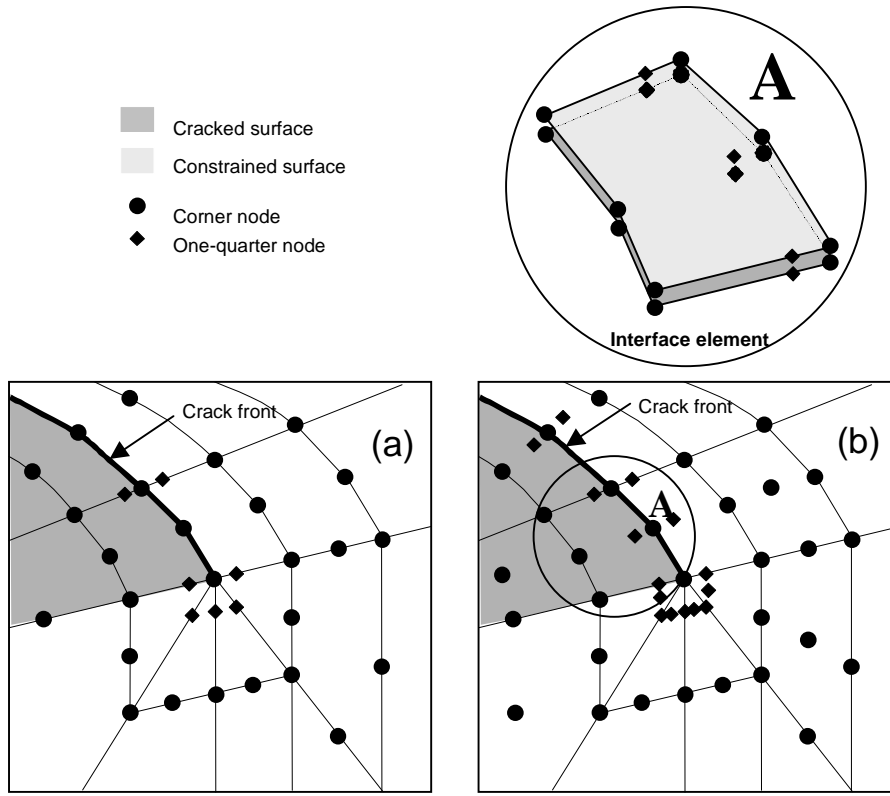 A
Cracked surface
Constrained surface
Corner node
One-quarter node
Interface element
Crack front
(a)
Crack front
(b)
A